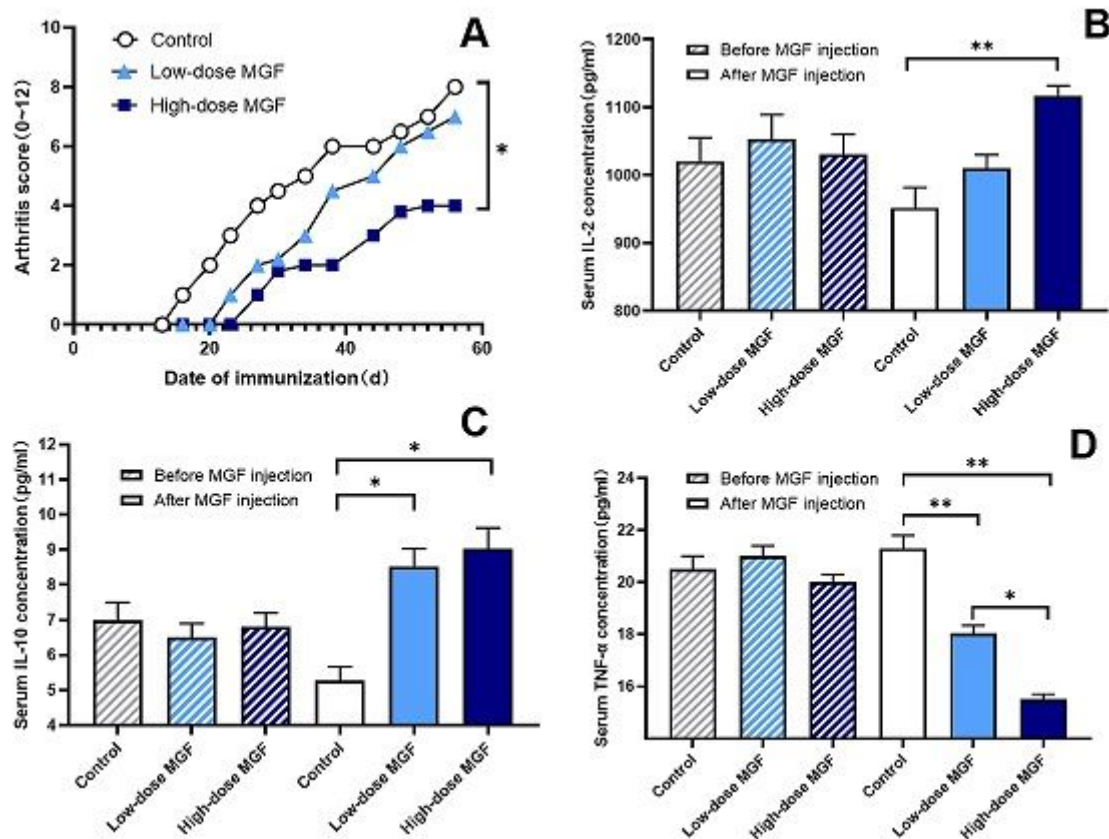 A
Control
Low-dose MGF
High-dose MGF
Arthritis score(0~12)
10
8
6
4
2
0
*
0 20 40 60
Date of immunization(d)
B
Before MGF injection
After MGF injection
**
Serum IL-2 concentration(pg/ml)
1200
1100
1000
900
800
Control
Low-dose MGF
High-dose MGF
Control
Low-dose MGF
High-dose MGF
C
Before MGF injection
After MGF injection
*
*
Serum IL-10 concentration(pg/ml)
12
11
10
9
8
7
6
5
4
Control
Low-dose MGF
High-dose MGF
Control
Low-dose MGF
High-dose MGF
D
Before MGF injection
After MGF injection
**
**
*
Serum TNF-α concentration(pg/ml)
24
22
20
18
16
Control
Low-dose MGF
High-dose MGF
Control
Low-dose MGF
High-dose MGF